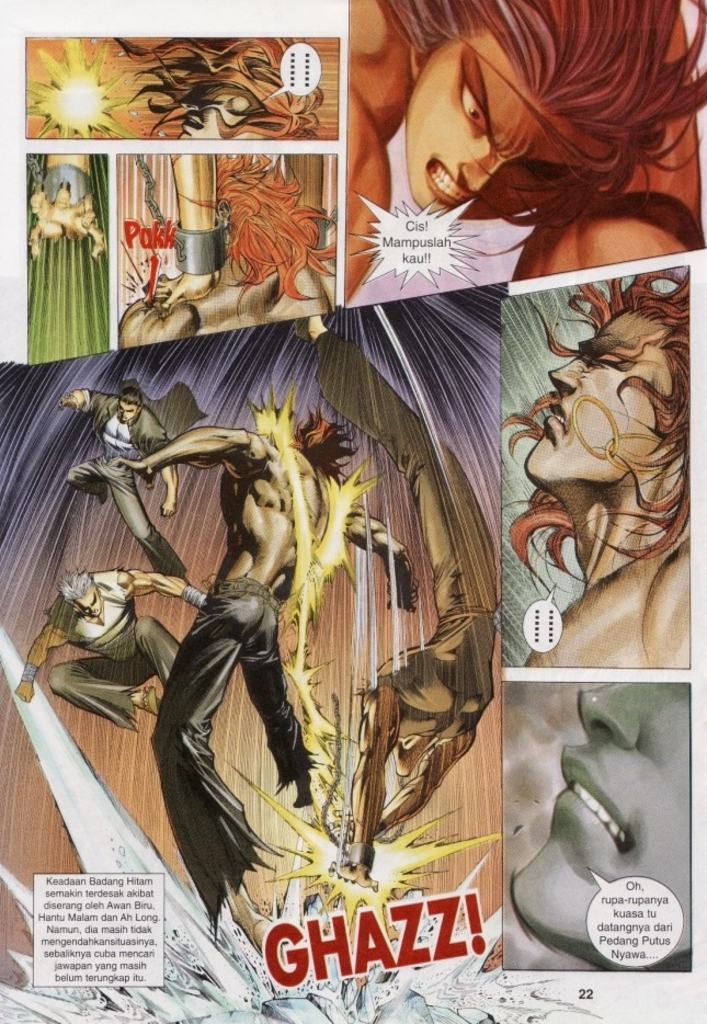 Cis!
Mampuslah
kau!!
Pakk
!
GHAZZ!
Keadaan Badang Hitam
semakin terdesak akibat
diserang oleh Awan Biru,
Hantu Malam dan Ah Long.
Namun, dia masih tidak
mengendahkansituasinya,
sebaliknya cuba mencari
jawapan yang masih
belum terungkap itu.
Oh,
rupa-rupanya
kuasa tu
datangnya dari
Pedang Putus
Nyawa....
22